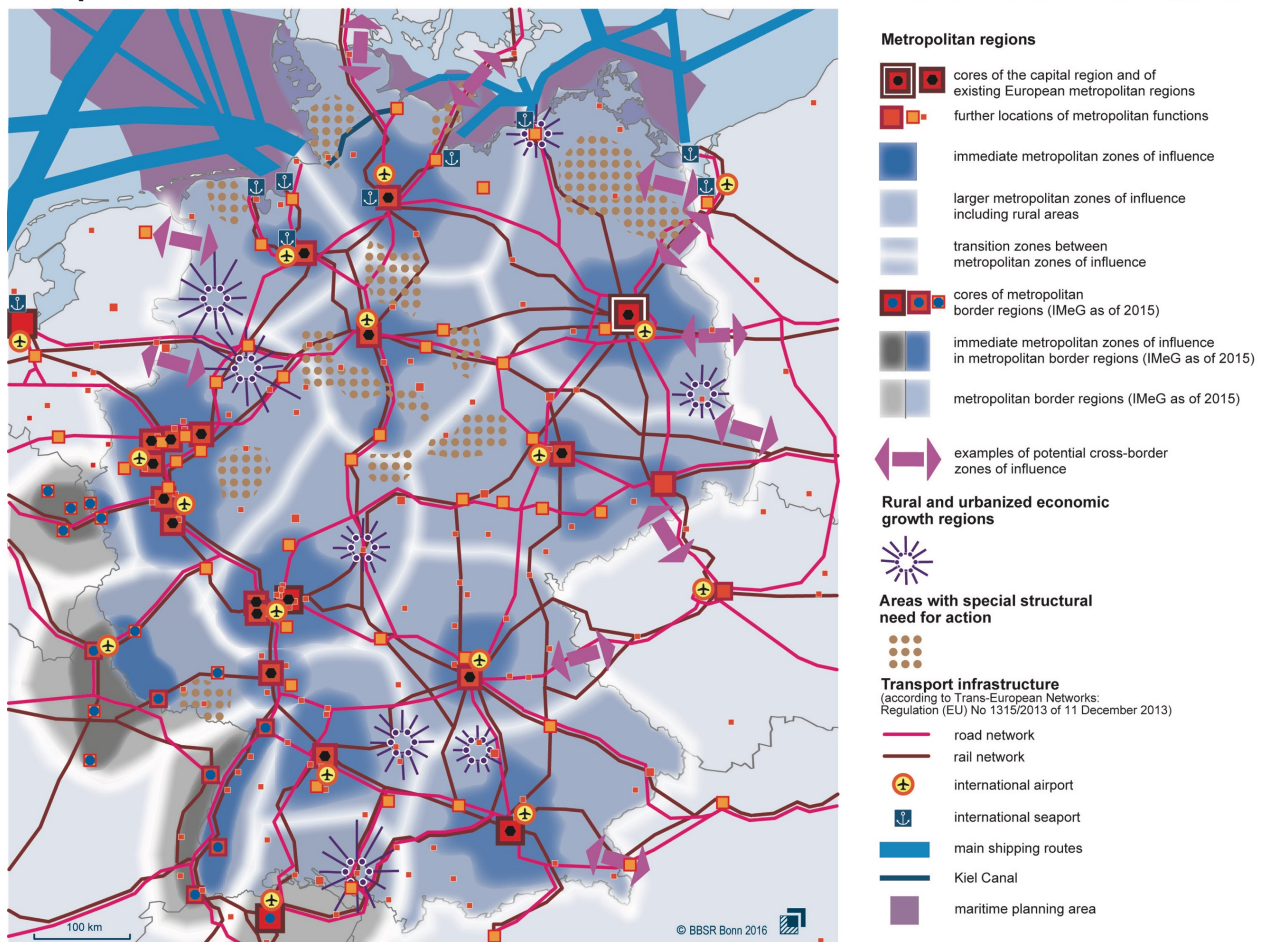 Metropolitan regions
cores of the capital region and of
existing European metropolitan regions
further locations of metropolitan functions
immediate metropolitan zones of influence
larger metropolitan zones of influence
including rural areas
transition zones between
metropolitan zones of influence
cores of metropolitan
border regions (IMeG as of 2015)
immediate metropolitan zones of influence
in metropolitan border regions (IMeG as of 2015)
metropolitan border regions (IMeG as of 2015)
examples of potential cross-border
zones of influence
Rural and urbanized economic
growth regions
Areas with special structural
need for action
Transport infrastructure
(according to Trans-European Networks:
Regulation (EU) No 1315/2013 of 11 December 2013)
road network
rail network
international airport
international seaport
main shipping routes
Kiel Canal
maritime planning area
100 km
© BBSR Bonn 2016